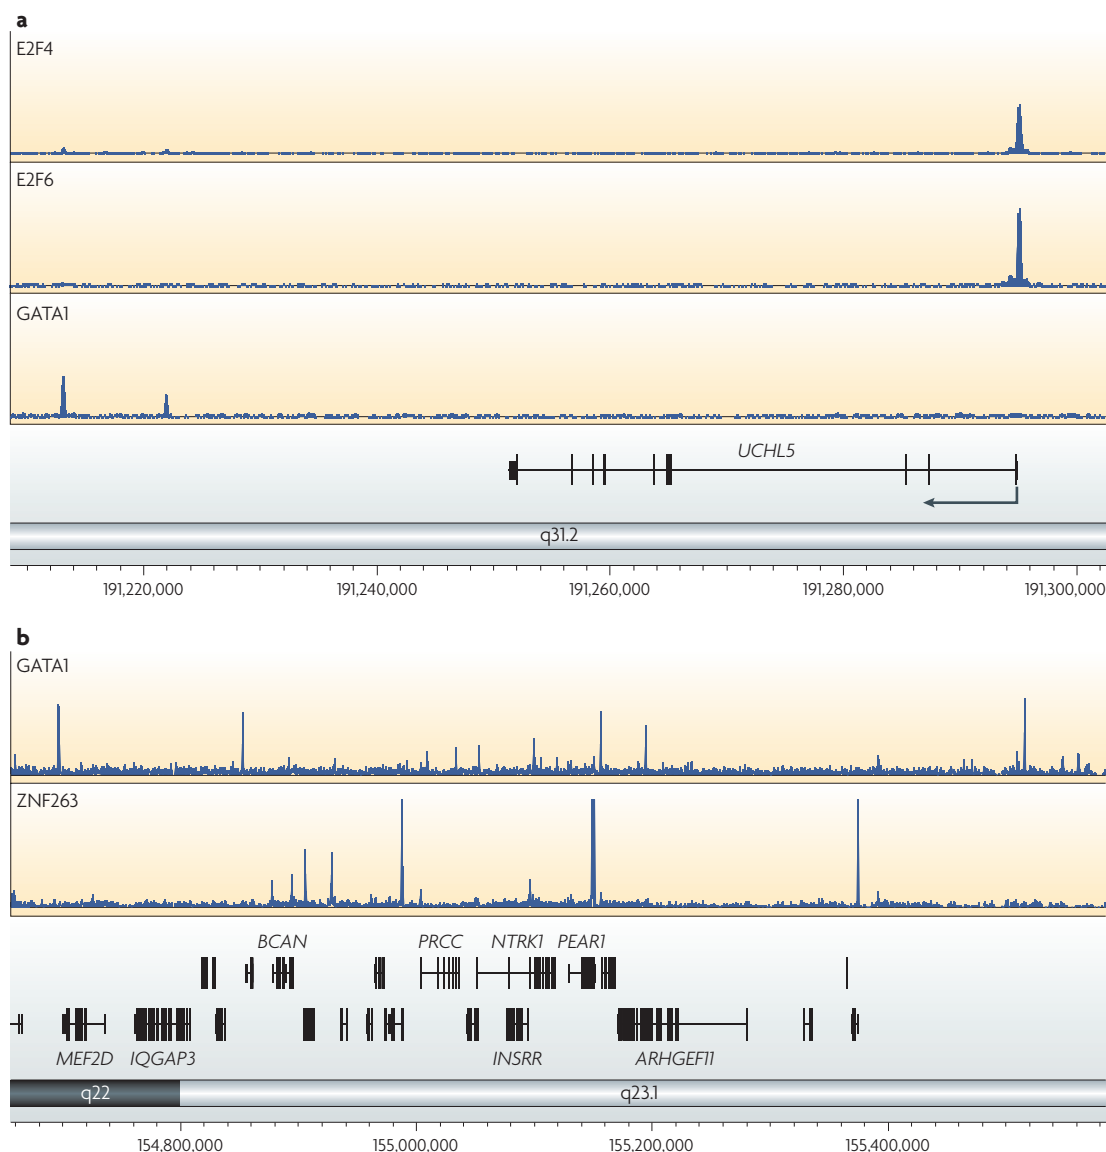 a
E2F4
E2F6
GATA1
UCHL5
q31.2
191,220,000 191,240,000 191,260,000 191,280,000 191,300,000
b
GATA1
ZNF263
BCAN PRCC NTRK1 PEAR1
MEF2D IQGAP3 INSRR ARHGEF11
q22 q23.1
154,800,000 155,000,000 155,200,000 155,400,000